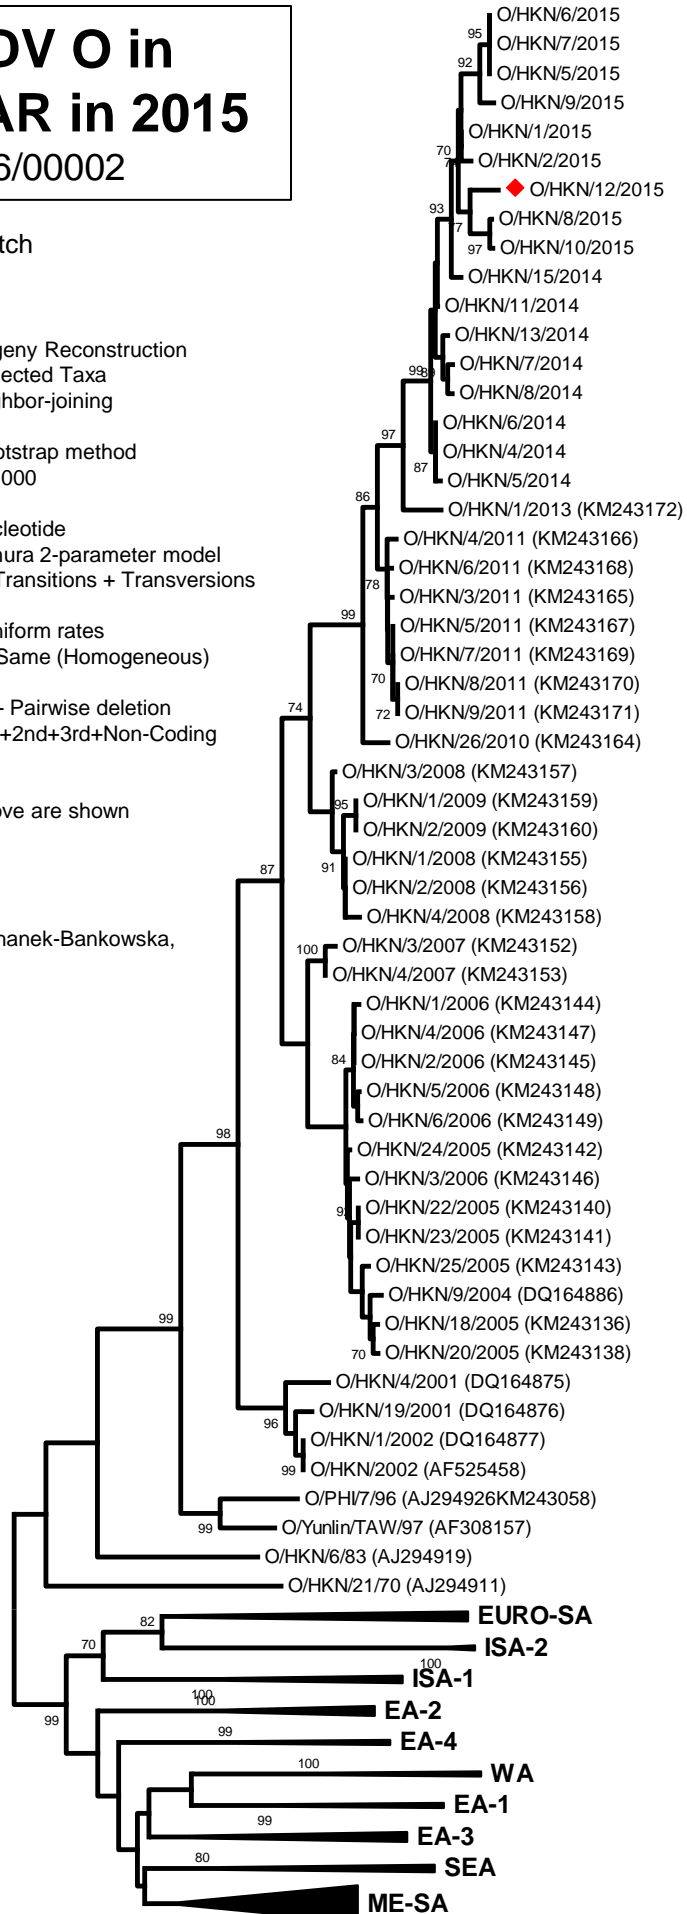 DV O in
AR in 2015
6/00002
tch
geny Reconstruction
lected Taxa
ghbor-joining
otstrap method
000
cleotide
nura 2-parameter model
Transitions + Transversions
niform rates
Same (Homogeneous)
- Pairwise deletion
+2nd+3rd+Non-Coding
ove are shown
nanek-Bankowska,
O/HKN/6/2015
95
O/HKN/7/2015
92
O/HKN/5/2015
O/HKN/9/2015
O/HKN/1/2015
70
O/HKN/2/2015
O/HKN/12/2015
93
O/HKN/8/2015
77
97
O/HKN/10/2015
O/HKN/15/2014
O/HKN/11/2014
O/HKN/13/2014
O/HKN/7/2014
99
O/HKN/8/2014
O/HKN/6/2014
97
O/HKN/4/2014
87
O/HKN/5/2014
86
O/HKN/1/2013 (KM243172)
O/HKN/4/2011 (KM243166)
O/HKN/6/2011 (KM243168)
78
O/HKN/3/2011 (KM243165)
99
O/HKN/5/2011 (KM243167)
O/HKN/7/2011 (KM243169)
70
O/HKN/8/2011 (KM243170)
74
72
O/HKN/9/2011 (KM243171)
O/HKN/26/2010 (KM243164)
O/HKN/3/2008 (KM243157)
95
O/HKN/1/2009 (KM243159)
O/HKN/2/2009 (KM243160)
O/HKN/1/2008 (KM243155)
91
87
O/HKN/2/2008 (KM243156)
O/HKN/4/2008 (KM243158)
100
O/HKN/3/2007 (KM243152)
O/HKN/4/2007 (KM243153)
O/HKN/1/2006 (KM243144)
O/HKN/4/2006 (KM243147)
84
O/HKN/2/2006 (KM243145)
O/HKN/5/2006 (KM243148)
O/HKN/6/2006 (KM243149)
98
O/HKN/24/2005 (KM243142)
O/HKN/3/2006 (KM243146)
O/HKN/22/2005 (KM243140)
O/HKN/23/2005 (KM243141)
O/HKN/25/2005 (KM243143)
O/HKN/9/2004 (DQ164886)
99
O/HKN/18/2005 (KM243136)
70
O/HKN/20/2005 (KM243138)
O/HKN/4/2001 (DQ164875)
O/HKN/19/2001 (DQ164876)
96
O/HKN/1/2002 (DQ164877)
99
O/HKN/2002 (AF525458)
O/PHI/7/96 (AJ294926KM243058)
99
O/Yunlin/TAW/97 (AF308157)
O/HKN/6/83 (AJ294919)
O/HKN/21/70 (AJ294911)
EURO-SA
82
70
ISA-2
100
ISA-1
100
100
EA-2
99
99
EA-4
100
WA
EA-1
99
EA-3
80
SEA
ME-SA